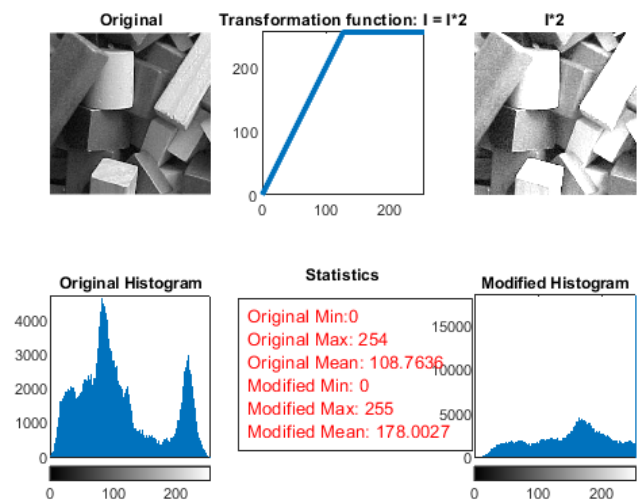 Original
Transformation function: I = I*2
I*2
200
100
0
0 100 200
Original Histogram
4000
3000
2000
1000
0
0 100 200
Statistics
Original Min:0
Original Max: 254
Original Mean: 108.7636
Modified Min: 0
Modified Max: 255
Modified Mean: 178.0027
Modified Histogram
15000
10000
5000
0
0 100 200